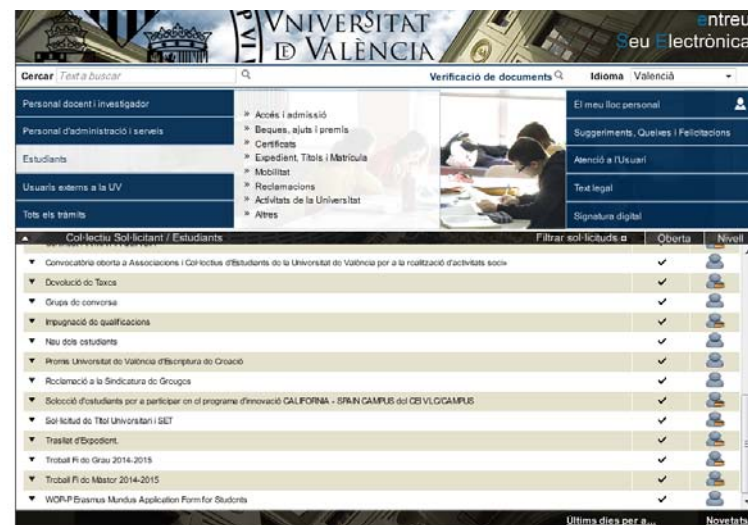 VNIVERSITAT
ID VALÈNCIA
entreu
Seu Electrònica
Cercar Text a buscar
Verificació de documents
Idioma Valencià
Personal docent i investigador
Personal d'administració i serveis
Estudiants
Usuaris externs a la UV
Tots els tràmits
» Accés i admissió
» Beques, ajuts i premis
» Certificats
» Expedient, Títols i Matrícula
» Mobilitat
» Reclamacions
» Activitats de la Universitat
» Altres
El meu lloc personal
Suggeriments, Queixes i Felicitacions
Atenció a l'Usuari
Text legal
Signatura digital
Col·lectiu Sol·licitant / Estudiants
Filtrar sol·licituds
Oberta
Nivell
Convocatòria oberta a Associacions i Col·lectius d'Estudiants de la Universitat de València per a la realització d'activitats soci
Devolució de Taxes
Grups de conversa
Impugnació de qualificacions
Nau dels estudiants
Premis Universitat de València d'Escriptura de Creació
Reclamació a la Sindicatura de Greuges
Selecció d'estudiants per a participar en el programa d'innovació CALIFORNIA - SPAIN CAMPUS del CEI VLC/CAMPUS
Sol·licitud de Títol Universitari i SET
Trasllat d'Expedient.
Treball Fi de Grau 2014-2015
Treball Fi de Màster 2014-2015
WOP-P Erasmus Mundus Application Form for Students
Últims dies per a...
Novetats